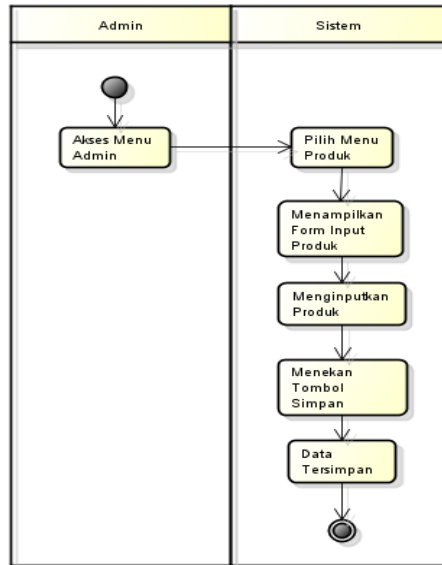 Admin
Sistem
Akses Menu
Admin
Pilih Menu
Produk
Menampilkan
Form Input
Produk
Menginputkan
Produk
Menekan
Tombol
Simpan
Data
Tersimpan